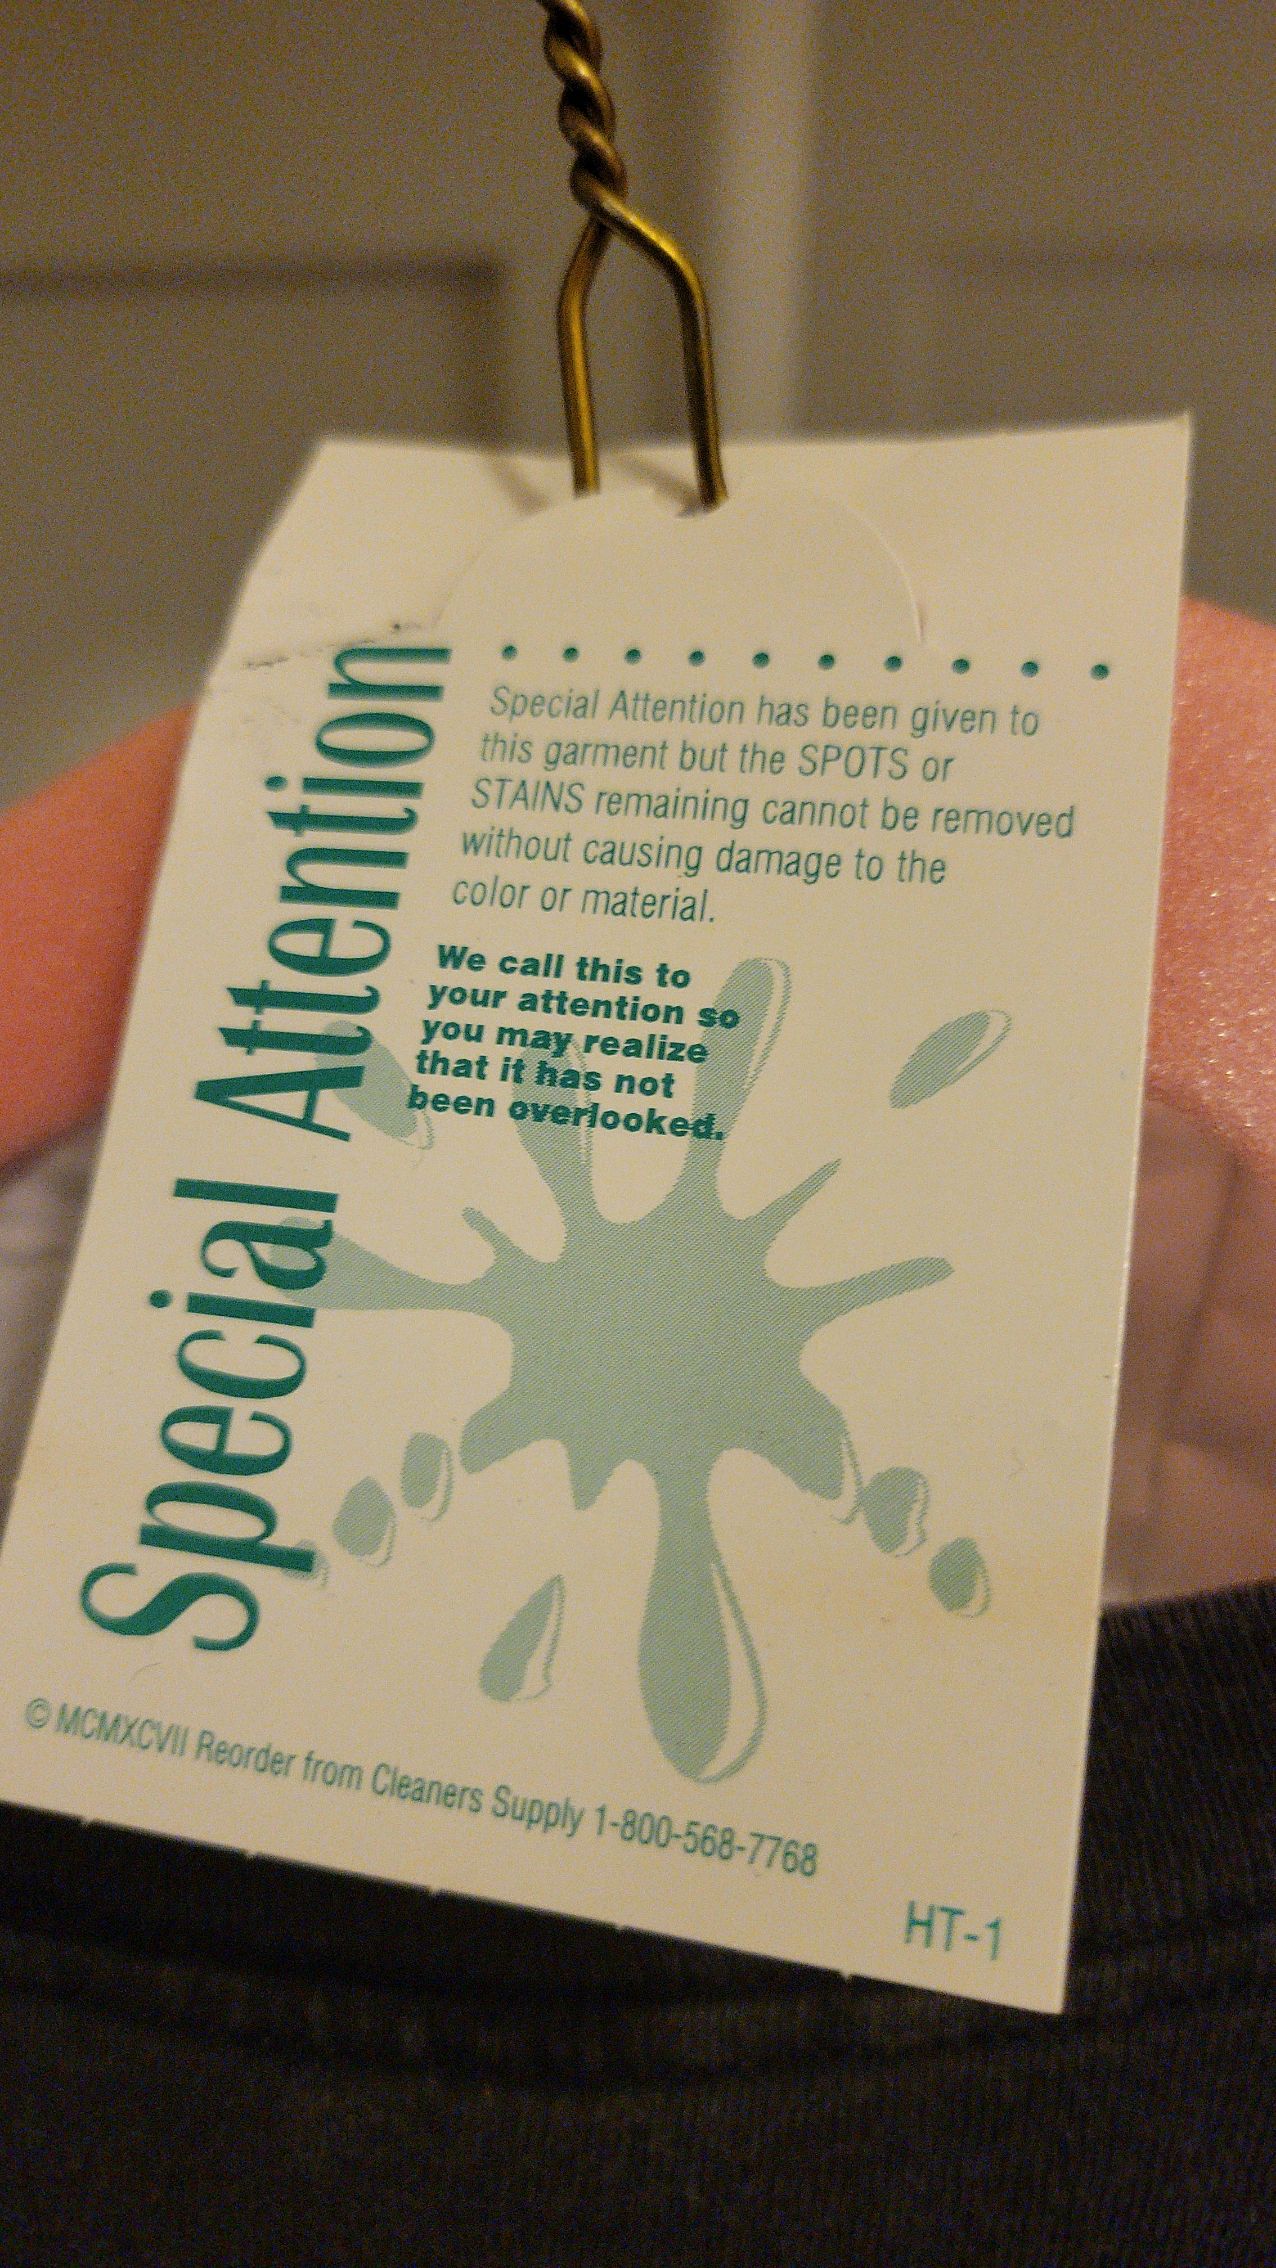 Special Attention
Special Attention has been given to
this garment but the SPOTS or
STAINS remaining cannot be removed
without causing damage to the
color or material.
We call this to
your attention so
you may realize
that it has not
been overlooked.
© MCMXCVII Reorder from Cleaners Supply 1-800-568-7768
HT-1